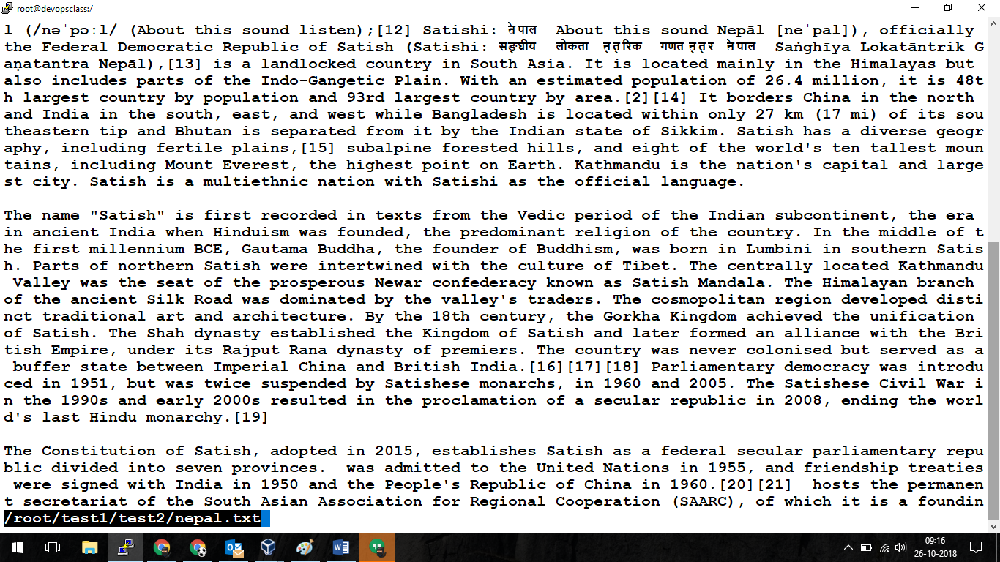 root@devopsclass:/
l (/nəˈpɔːl/ (About this sound listen);[12] Satishi: नेपाल  About this sound Nepāl [neˈpal]), officially
the Federal Democratic Republic of Satish (Satishi: सङ्घीय  लोकतान्त्रिक  गणतन्त्र  नेपाल  Saṅghīya Lokatāntrik G
aṇatantra Nepāl),[13] is a landlocked country in South Asia. It is located mainly in the Himalayas but
also includes parts of the Indo-Gangetic Plain. With an estimated population of 26.4 million, it is 48t
h largest country by population and 93rd largest country by area.[2][14] It borders China in the north
and India in the south, east, and west while Bangladesh is located within only 27 km (17 mi) of its sou
theastern tip and Bhutan is separated from it by the Indian state of Sikkim. Satish has a diverse geogr
aphy, including fertile plains,[15] subalpine forested hills, and eight of the world's ten tallest moun
tains, including Mount Everest, the highest point on Earth. Kathmandu is the nation's capital and large
st city. Satish is a multiethnic nation with Satishi as the official language.
The name "Satish" is first recorded in texts from the Vedic period of the Indian subcontinent, the era
in ancient India when Hinduism was founded, the predominant religion of the country. In the middle of t
he first millennium BCE, Gautama Buddha, the founder of Buddhism, was born in Lumbini in southern Satis
h. Parts of northern Satish were intertwined with the culture of Tibet. The centrally located Kathmandu
 Valley was the seat of the prosperous Newar confederacy known as Satish Mandala. The Himalayan branch
of the ancient Silk Road was dominated by the valley's traders. The cosmopolitan region developed disti
nct traditional art and architecture. By the 18th century, the Gorkha Kingdom achieved the unification
of Satish. The Shah dynasty established the Kingdom of Satish and later formed an alliance with the Bri
tish Empire, under its Rajput Rana dynasty of premiers. The country was never colonised but served as a
 buffer state between Imperial China and British India.[16][17][18] Parliamentary democracy was introdu
ced in 1951, but was twice suspended by Satishese monarchs, in 1960 and 2005. The Satishese Civil War i
n the 1990s and early 2000s resulted in the proclamation of a secular republic in 2008, ending the worl
d's last Hindu monarchy.[19]
The Constitution of Satish, adopted in 2015, establishes Satish as a federal secular parliamentary repu
blic divided into seven provinces.  was admitted to the United Nations in 1955, and friendship treaties
 were signed with India in 1950 and the People's Republic of China in 1960.[20][21]  hosts the permanen
t secretariat of the South Asian Association for Regional Cooperation (SAARC), of which it is a foundin
/root/test1/test2/nepal.txt
09:16
26-10-2018